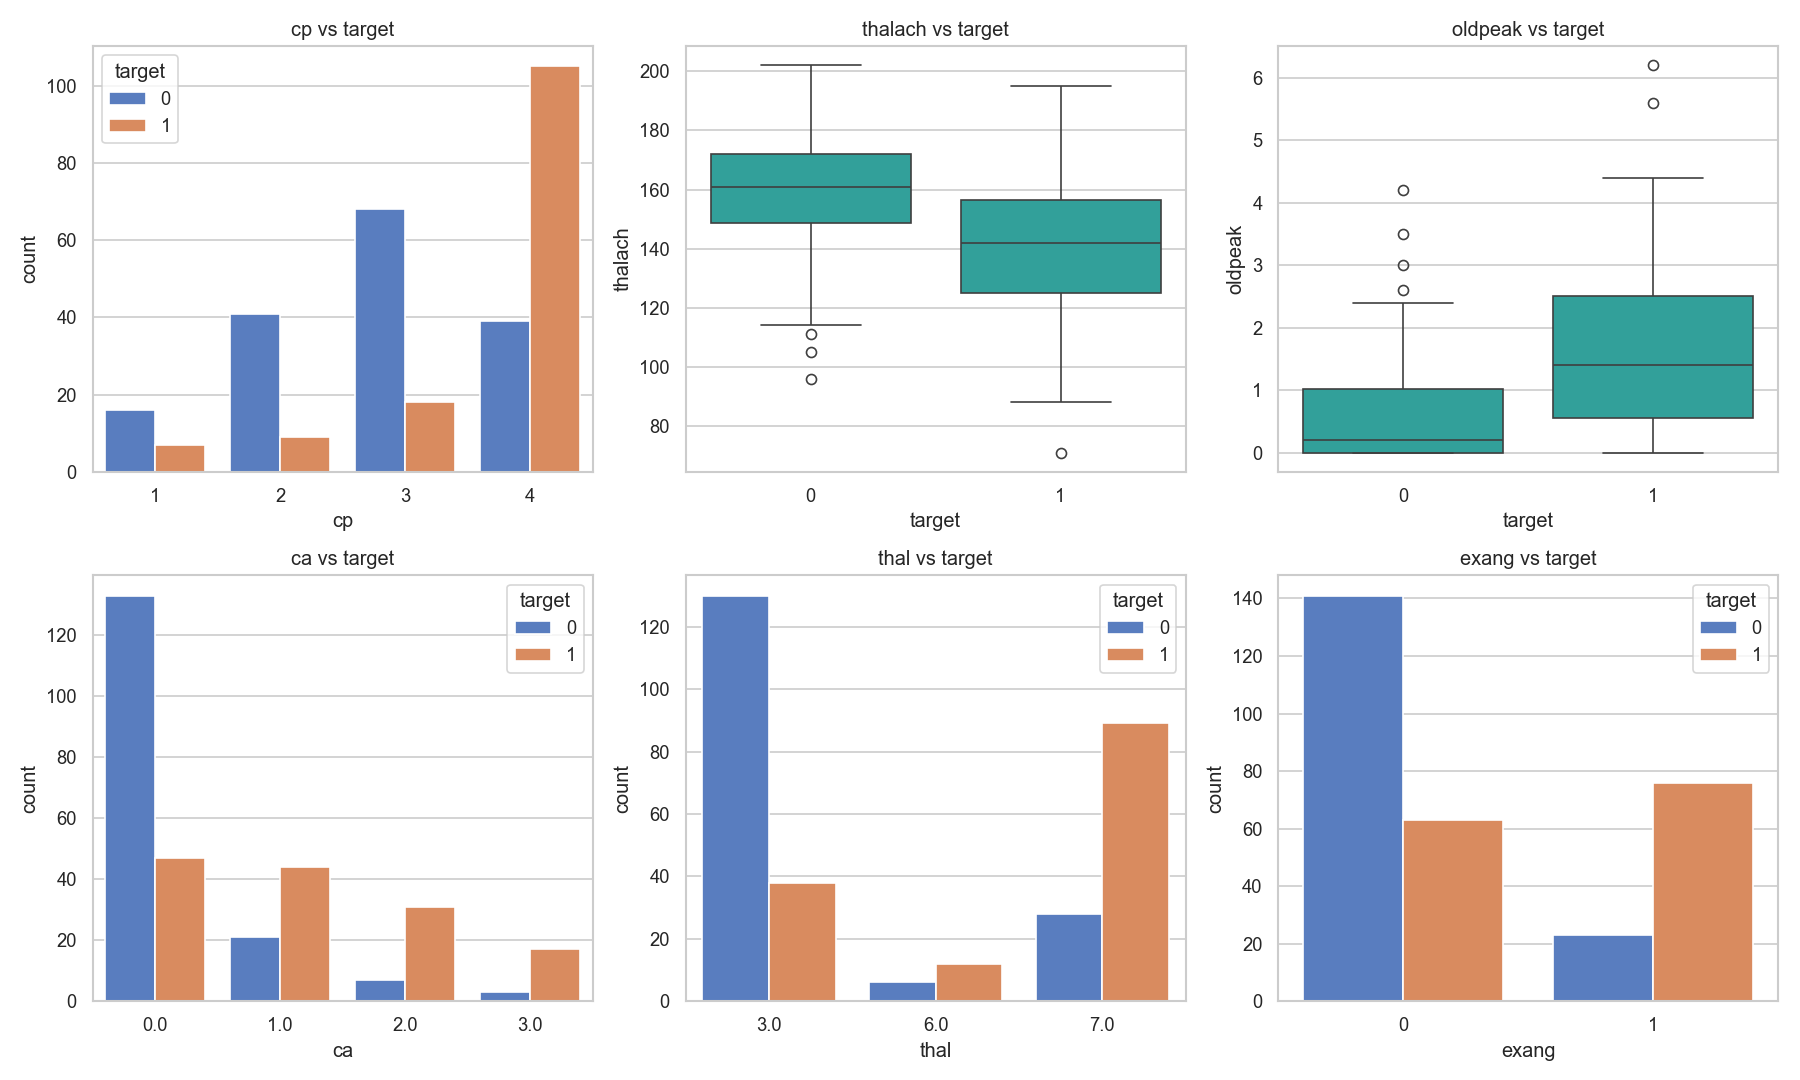 cp vs target
target
0
1
100
80
60
40
20
0
count
1 2 3 4
cp
thalach vs target
200
180
160
140
120
100
80
thalach
0 1
target
oldpeak vs target
6
5
4
3
2
1
0
oldpeak
0 1
target
ca vs target
target
0
1
120
100
80
60
40
20
0
count
0.0 1.0 2.0 3.0
ca
thal vs target
target
0
1
120
100
80
60
40
20
0
count
3.0 6.0 7.0
thal
exang vs target
target
0
1
140
120
100
80
60
40
20
0
count
0 1
exang